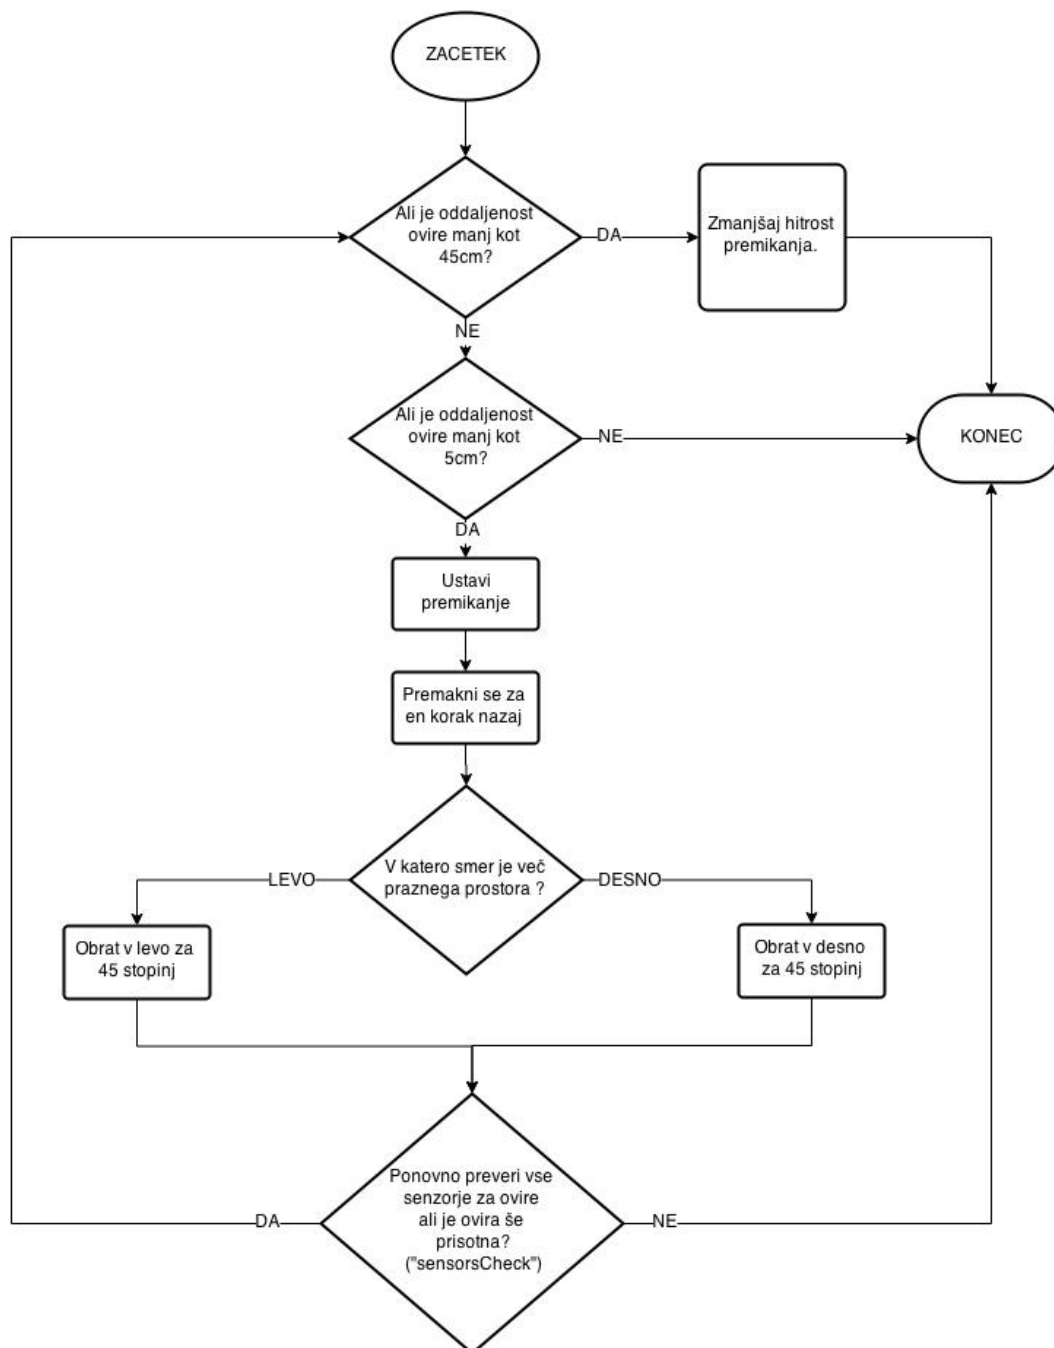 ZACETEK
Ali je oddaljenost
ovire manj kot
45cm?
DA
Zmanjšaj hitrost
premikanja.
NE
Ali je oddaljenost
ovire manj kot
5cm?
NE
KONEC
DA
Ustavi
premikanje
Premakni se za
en korak nazaj
V katero smer je več
praznega prostora ?
LEVO
DESNO
Obrat v levo za
45 stopinj
Obrat v desno
za 45 stopinj
Ponovno preveri vse
senzorje za ovire
ali je ovira še
prisotna?
("sensorsCheck")
DA
NE